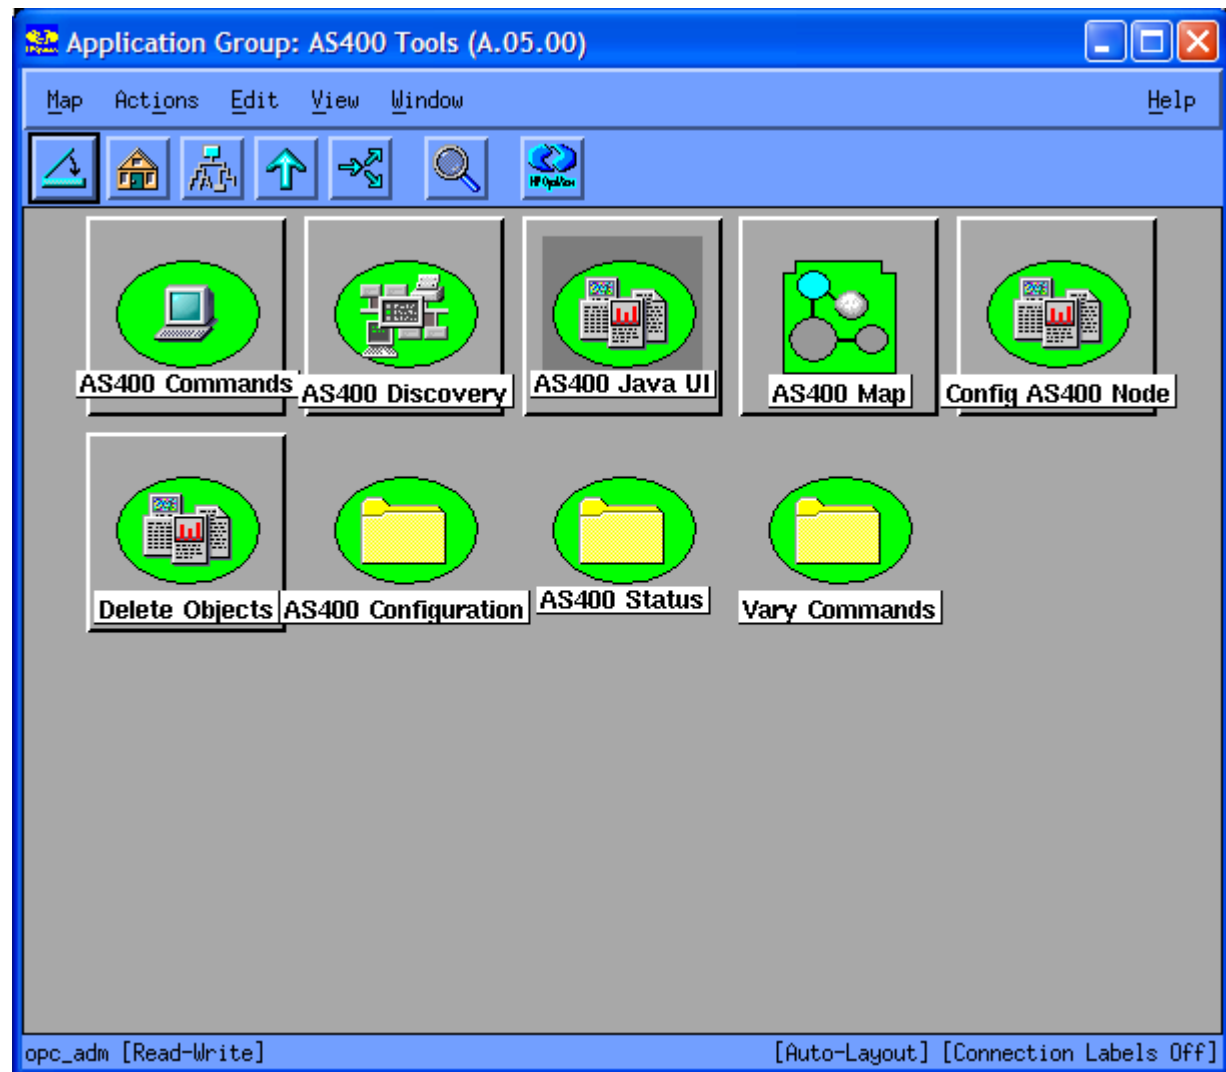 Application Group: AS400 Tools (A.05.00)
Map Actions Edit View Window Help
HP OpenView
AS400 Commands
AS400 Discovery
AS400 Java UI
AS400 Map
Config AS400 Node
Delete Objects
AS400 Configuration
AS400 Status
Vary Commands
opc_adm [Read-Write]
[Auto-Layout] [Connection Labels Off]